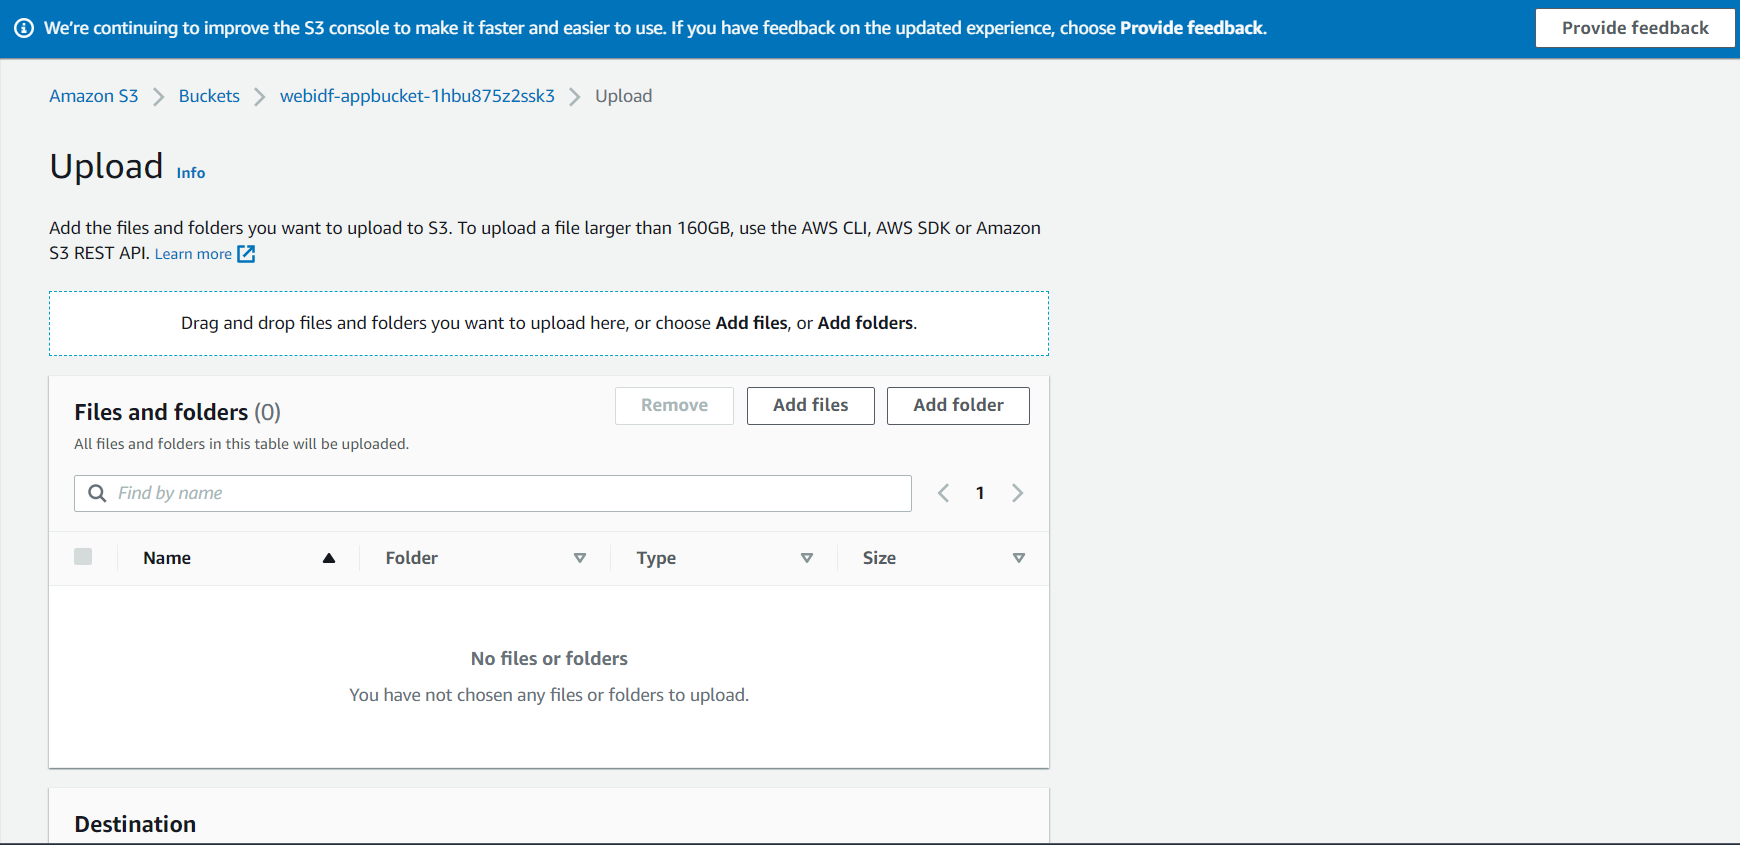 We're continuing to improve the S3 console to make it faster and easier to use. If you have feedback on the updated experience, choose Provide feedback.
Provide feedback
Amazon S3 Buckets webidf-appbucket-1hbu875z2ssk3 Upload
Upload Info
Add the files and folders you want to upload to S3. To upload a file larger than 160GB, use the AWS CLI, AWS SDK or Amazon
S3 REST API. Learn more
Drag and drop files and folders you want to upload here, or choose Add files, or Add folders.
Files and folders (0)
Remove Add files Add folder
All files and folders in this table will be uploaded.
Find by name
1
Name Folder Type Size
No files or folders
You have not chosen any files or folders to upload.
Destination